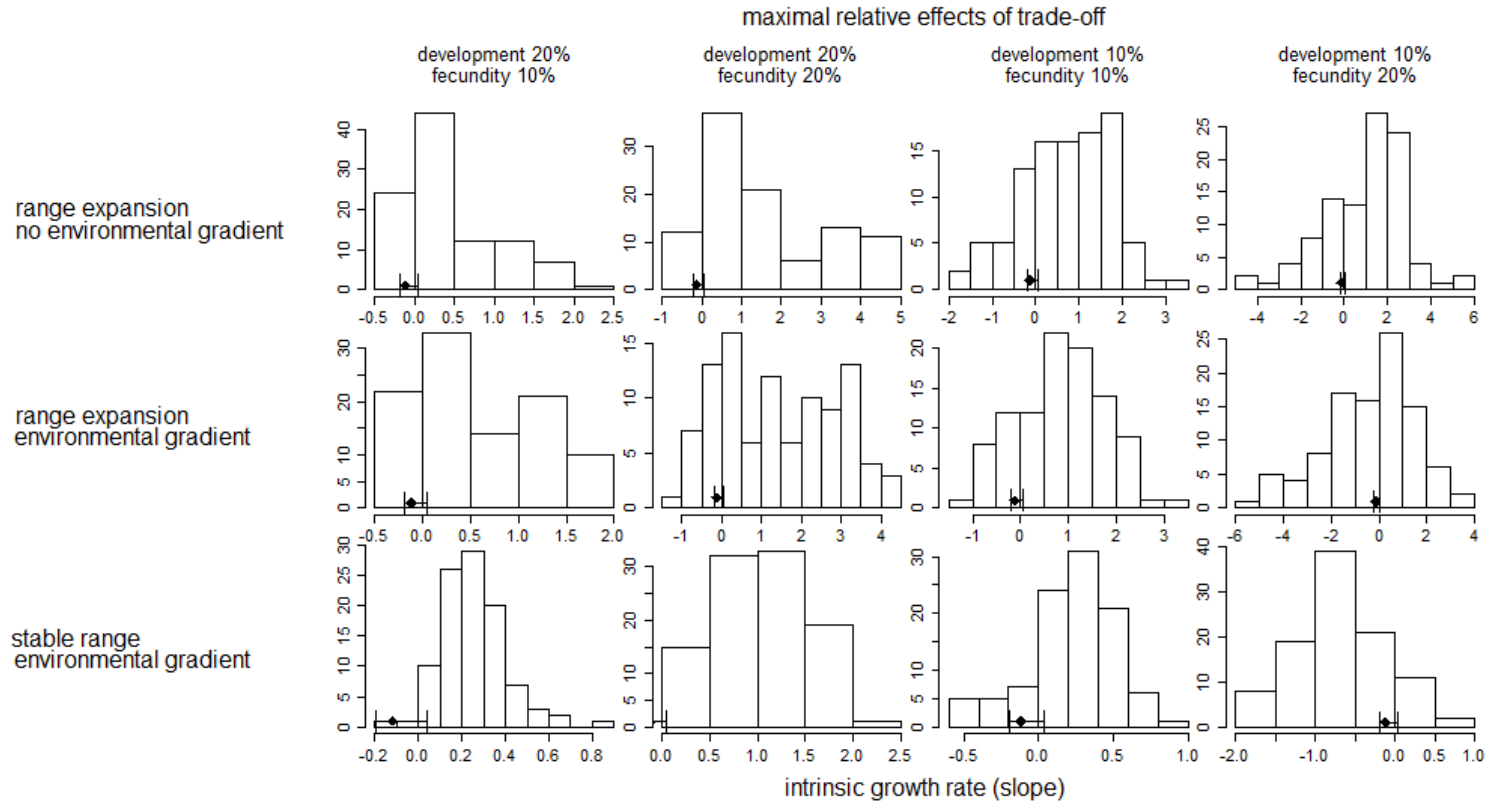 maximal relative effects of trade-off
development 20%
fecundity 10%
development 20%
fecundity 20%
development 10%
fecundity 10%
development 10%
fecundity 20%
range expansion
no environmental gradient
0 10 20 30 40
-0.5 0.0 0.5 1.0 1.5 2.0 2.5
0 10 20 30
-1 0 1 2 3 4 5
0 5 10 15
-2 -1 0 1 2 3
0 5 10 15 20 25
-4 -2 0 2 4 6
range expansion
environmental gradient
0 5 10 20 30
-0.5 0.0 0.5 1.0 1.5 2.0
0 5 10 15
-1 0 1 2 3 4
0 5 10 15 20
-1 0 1 2 3
0 5 10 15 20 25
-6 -4 -2 0 2 4
stable range
environmental gradient
0 5 10 15 20 25 30
-0.2 0.0 0.2 0.4 0.6 0.8
0 5 10 20 30
0.0 0.5 1.0 1.5 2.0 2.5
0 5 10 20 30
-0.5 0.0 0.5 1.0
0 10 20 30 40
-2.0 -1.0 0.0 1.0
intrinsic growth rate (slope)